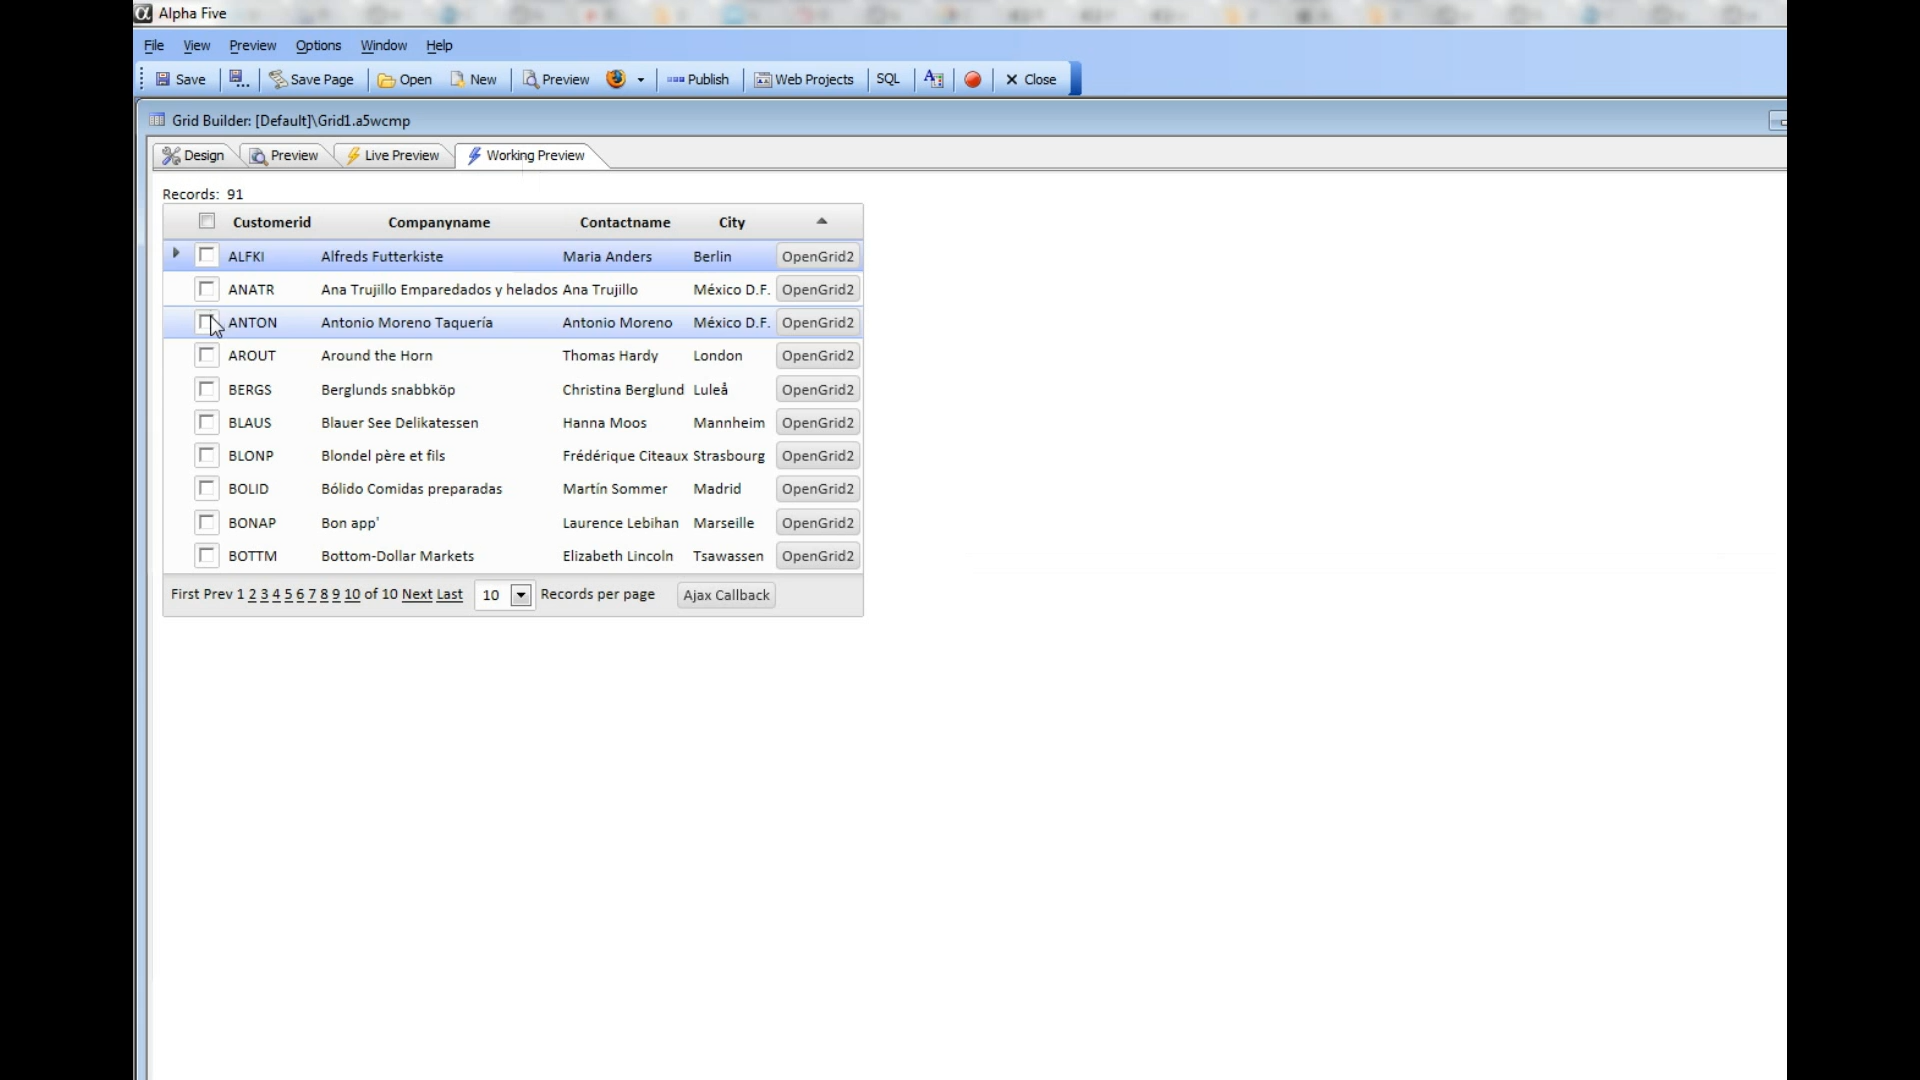 Alpha Five
File View Preview Options Window Help
Save Save Page Open New Preview Publish Web Projects SQL Close
Grid Builder: [Default]\Grid1.a5wcmp
Design Preview Live Preview Working Preview
Records: 91
Customerid Companyname Contactname City
ALFKI Alfreds Futterkiste Maria Anders Berlin OpenGrid2
ANATR Ana Trujillo Emparedados y helados Ana Trujillo México D.F. OpenGrid2
ANTON Antonio Moreno Taquería Antonio Moreno México D.F. OpenGrid2
AROUT Around the Horn Thomas Hardy London OpenGrid2
BERGS Berglunds snabbköp Christina Berglund Luleå OpenGrid2
BLAUS Blauer See Delikatessen Hanna Moos Mannheim OpenGrid2
BLONP Blondel père et fils Frédérique Citeaux Strasbourg OpenGrid2
BOLID Bólido Comidas preparadas Martín Sommer Madrid OpenGrid2
BONAP Bon app' Laurence Lebihan Marseille OpenGrid2
BOTTM Bottom-Dollar Markets Elizabeth Lincoln Tsawassen OpenGrid2
First Prev 1 2 3 4 5 6 7 8 9 10 of 10 Next Last 10 Records per page Ajax Callback